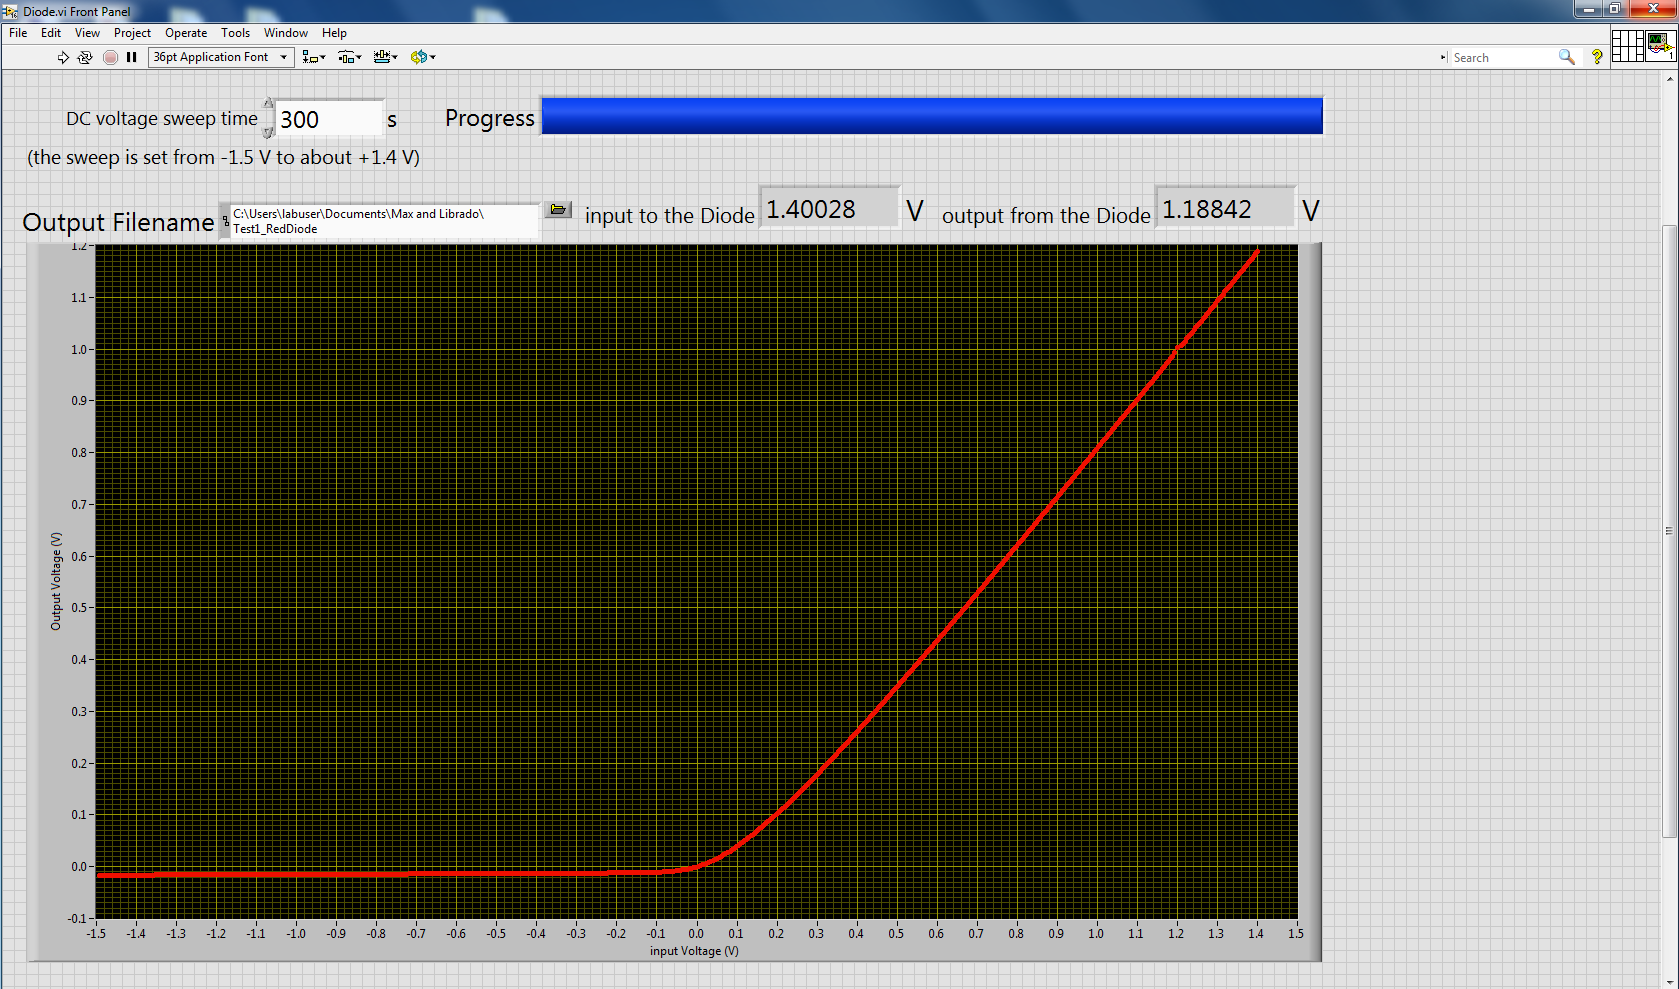 Diode.vi Front Panel
File Edit View Project Operate Tools Window Help
36pt Application Font
Search
?
1
DC voltage sweep time 300 s
Progress
(the sweep is set from -1.5 V to about +1.4 V)
Output Filename
C:\Users\labuser\Documents\Max and Librado\
Test1_RedDiode
input to the Diode 1.40028 V
output from the Diode 1.18842 V
1.2
1.1
1.0
0.9
0.8
0.7
0.6
0.5
0.4
0.3
0.2
0.1
0.0
-0.1
Output Voltage (V)
-1.5 -1.4 -1.3 -1.2 -1.1 -1.0 -0.9 -0.8 -0.7 -0.6 -0.5 -0.4 -0.3 -0.2 -0.1 0.0 0.1 0.2 0.3 0.4 0.5 0.6 0.7 0.8 0.9 1.0 1.1 1.2 1.3 1.4 1.5
input Voltage (V)